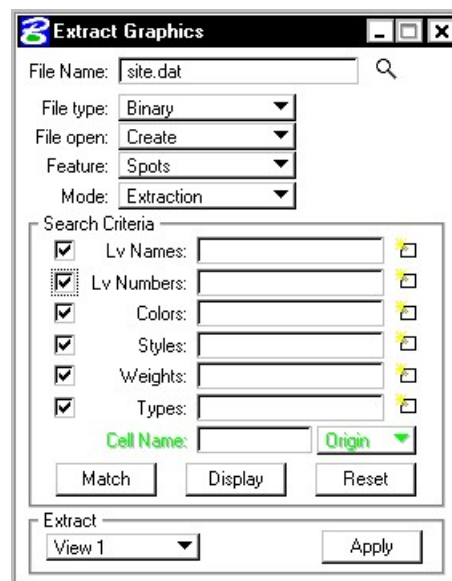 Extract Graphics
File Name: site.dat
File type: Binary
File open: Create
Feature: Spots
Mode: Extraction
Search Criteria
Lv Names:
Lv Numbers:
Colors:
Styles:
Weights:
Types:
Cell Name: Origin
Match Display Reset
Extract
View 1 Apply